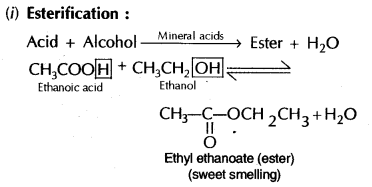 (i) Esterification :
Acid + Alcohol —Mineral acids→ Ester + H₂O
CH₃COOH + CH₃CH₂OH ⇌
Ethanoic acid Ethanol
CH₃–C–OCH₂CH₃ + H₂O
||
O
Ethyl ethanoate (ester)
(sweet smelling)